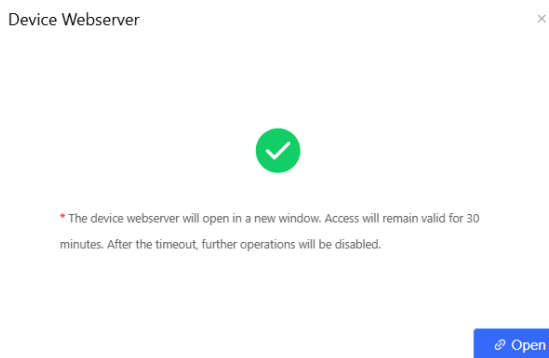 Device Webserver
* The device webserver will open in a new window. Access will remain valid for 30
minutes. After the timeout, further operations will be disabled.
Open